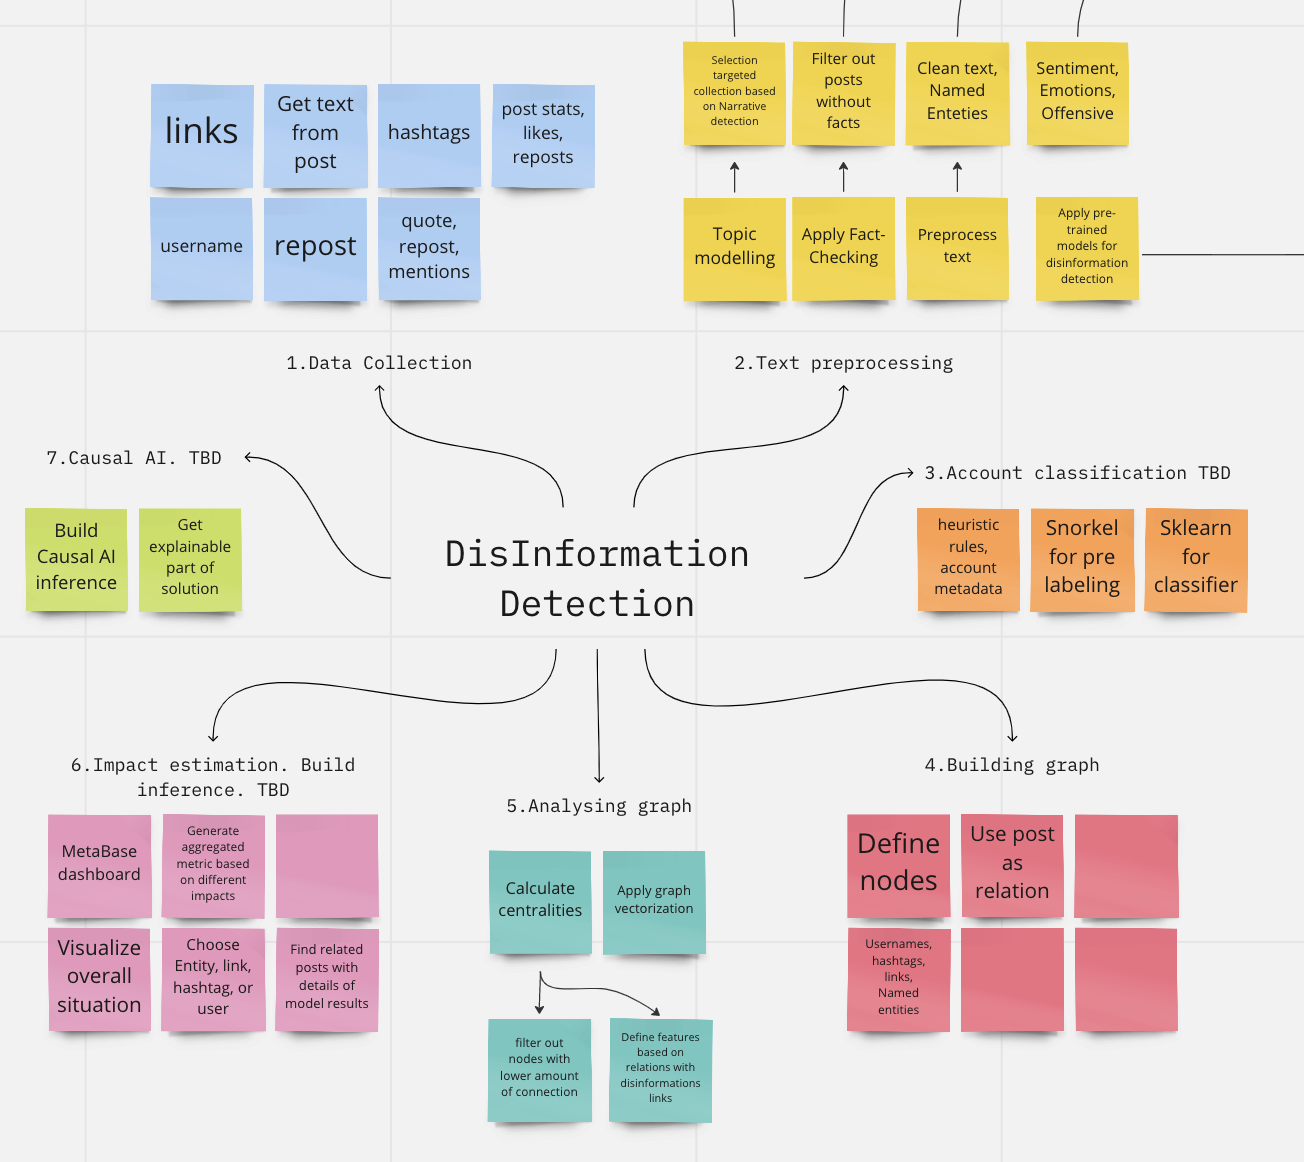 links
Get text
from
post
hashtags
post stats,
likes,
reposts
username
repost
quote,
repost,
mentions
1.Data Collection
Selection
targeted
collection based
on Narrative
detection
Filter out
posts
without
facts
Clean text,
Named
Enteties
Sentiment,
Emotions,
Offensive
Topic
modelling
Apply Fact-
Checking
Preprocess
text
Apply pre-
trained
models for
disinformation
detection
2.Text preprocessing
7.Causal AI. TBD
Build
Causal AI
inference
Get
explainable
part of
solution
DisInformation
Detection
3.Account classification TBD
heuristic
rules,
account
metadata
Snorkel
for pre
labeling
Sklearn
for
classifier
6.Impact estimation. Build
inference. TBD
MetaBase
dashboard
Generate
aggregated
metric based
on different
impacts
Visualize
overall
situation
Choose
Entity, link,
hashtag, or
user
Find related
posts with
details of
model results
5.Analysing graph
Calculate
centralities
Apply graph
vectorization
filter out
nodes with
lower amount
of connection
Define features
based on
relations with
disinformations
links
4.Building graph
Define
nodes
Use post
as
relation
Usernames,
hashtags,
links,
Named
entities